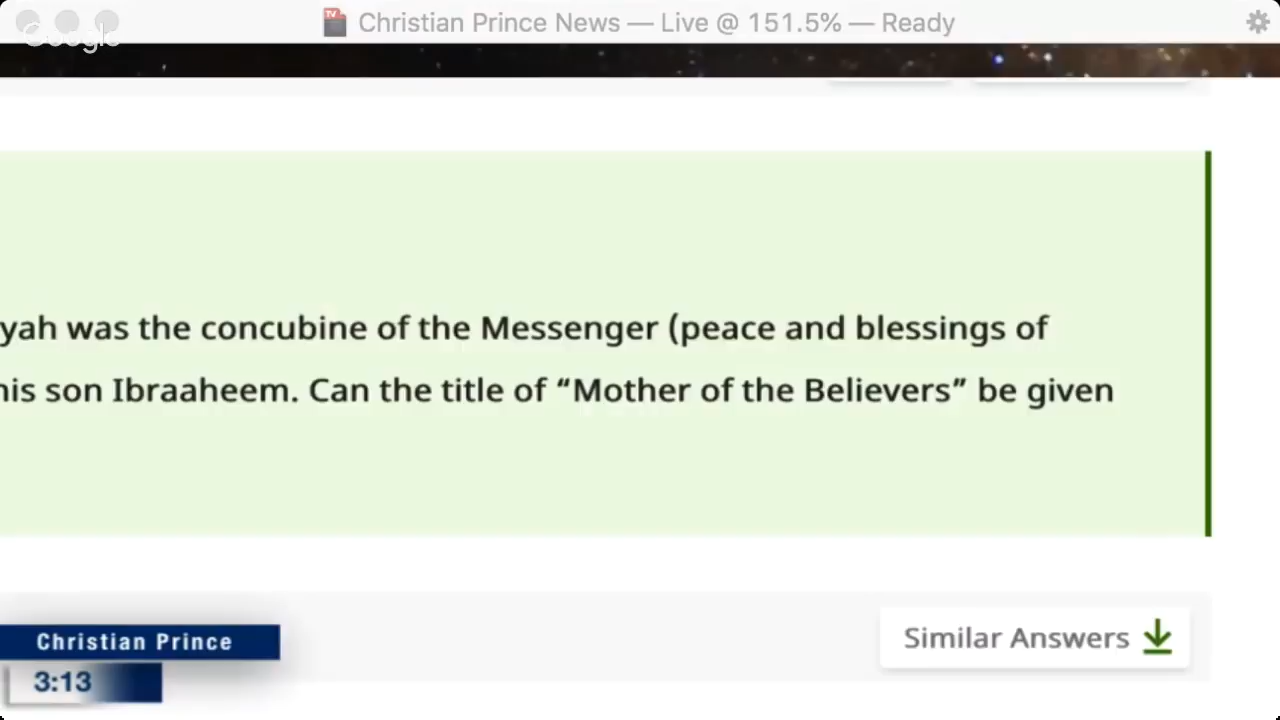 Christian Prince News — Live @ 151.5% — Ready
Google
yah was the concubine of the Messenger (peace and blessings of
his son Ibraaheem. Can the title of “Mother of the Believers” be given
Similar Answers
Christian Prince
3:13